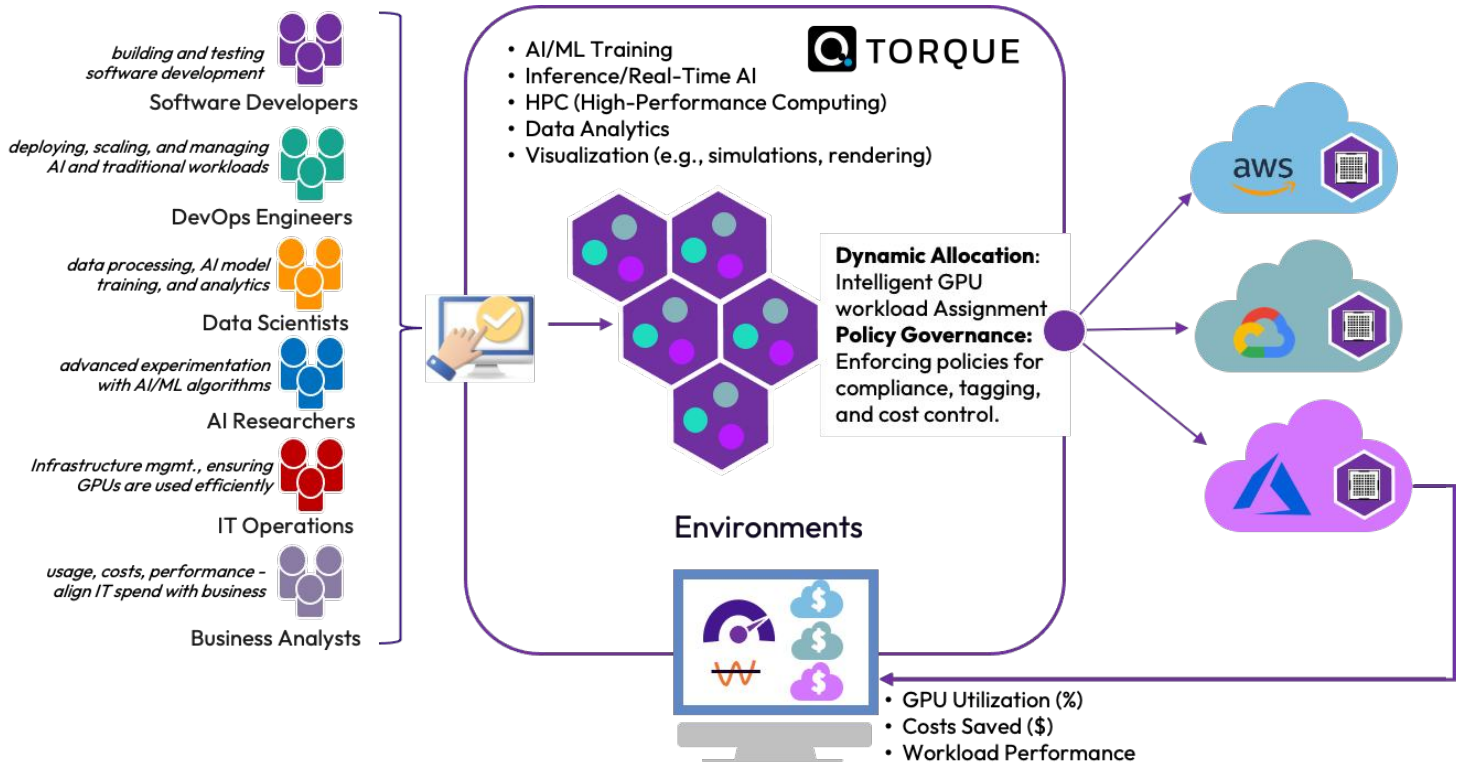 building and testing
software development
Software Developers
deploying, scaling, and managing
AI and traditional workloads
DevOps Engineers
data processing, AI model
training, and analytics
Data Scientists
advanced experimentation
with AI/ML algorithms
AI Researchers
Infrastructure mgmt., ensuring
GPUs are used efficiently
IT Operations
usage, costs, performance -
align IT spend with business
Business Analysts
TORQUE
• AI/ML Training
• Inference/Real-Time AI
• HPC (High-Performance Computing)
• Data Analytics
• Visualization (e.g., simulations, rendering)
Dynamic Allocation:
Intelligent GPU
workload Assignment
Policy Governance:
Enforcing policies for
compliance, tagging,
and cost control.
Environments
aws
$
$
$
• GPU Utilization (%)
• Costs Saved ($)
• Workload Performance